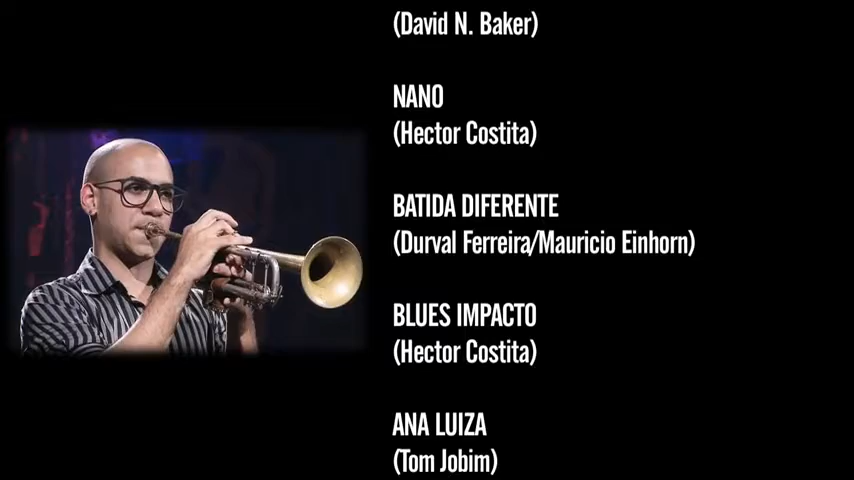 (David N. Baker)
NANO
(Hector Costita)
BATIDA DIFERENTE
(Durval Ferreira/Mauricio Einhorn)
BLUES IMPACTO
(Hector Costita)
ANA LUIZA
(Tom Jobim)